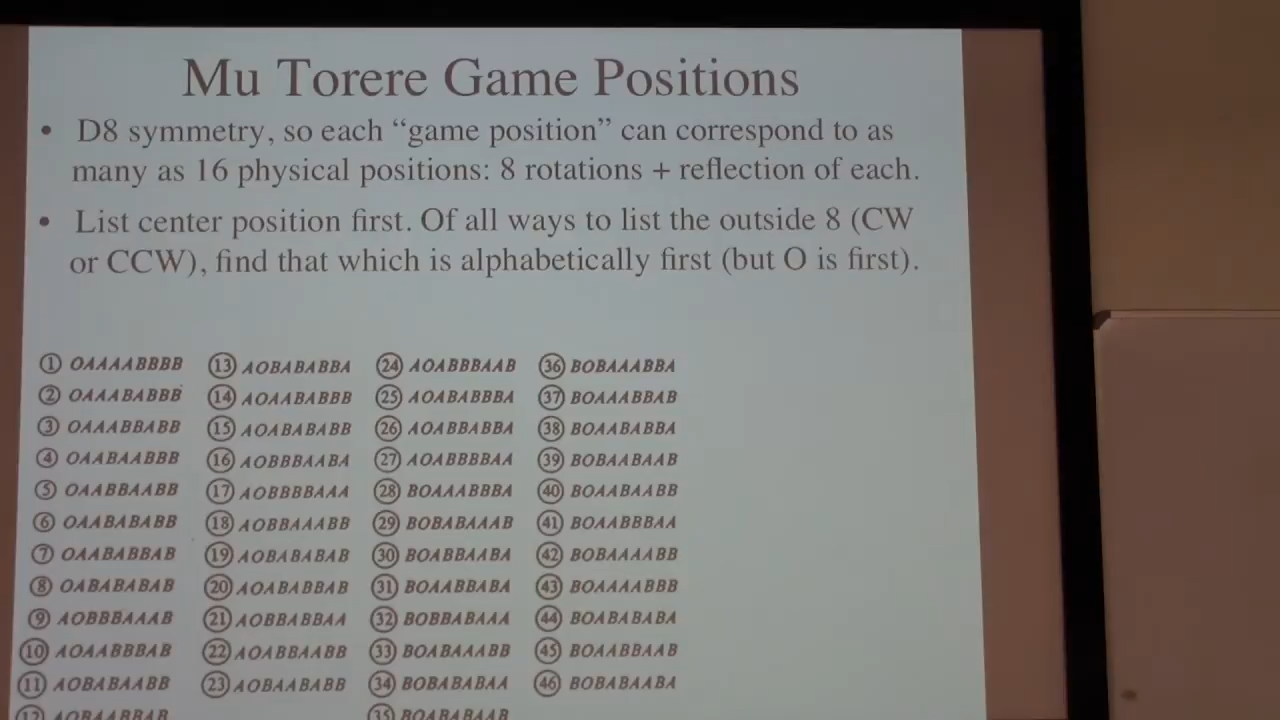 Mu Torere Game Positions
• D8 symmetry, so each “game position” can correspond to as
many as 16 physical positions: 8 rotations + reflection of each.
• List center position first. Of all ways to list the outside 8 (CW
or CCW), find that which is alphabetically first (but O is first).
① OAAAABBBB ⑬ AOBABABBA ㉔ AOABBBAAB ㊱ BOBAAABBA
② OAAABABBB ⑭ AOAABABBB ㉕ AOABABBBA ㊲ BOAAABBAB
③ OAAABBABB ⑮ AOABABABB ㉖ AOABBABBA ㊳ BOAABABBA
④ OAABAABBB ⑯ AOBBBAABA ㉗ AOABBBBAA ㊴ BOBAABAAB
⑤ OAABBAABB ⑰ AOBBBBAAA ㉘ BOAAABBBA ㊵ BOAABAABB
⑥ OAABABABB ⑱ AOBBAAABB ㉙ BOBABAAAB ㊶ BOAABBBAA
⑦ OAABABBAB ⑲ AOBABABAB ㉚ BOABBAABA ㊷ BOBAAAABB
⑧ OABABABAB ⑳ AOABABBAB ㉛ BOAABBABA ㊸ BOAAAABBB
⑨ AOBBBAAAB ㉑ AOBBABBAA ㉜ BOBBABAAA ㊹ BOABABABA
⑩ AOAABBBAB ㉒ AOABBAABB ㉝ BOABAAABB ㊺ BOAABBAAB
⑪ AOBABAABB ㉓ AOBAABABB ㉞ BOBABABAA ㊻ BOBABAABA
⑫ AOBAABBAB ㉟ BOABABAAB